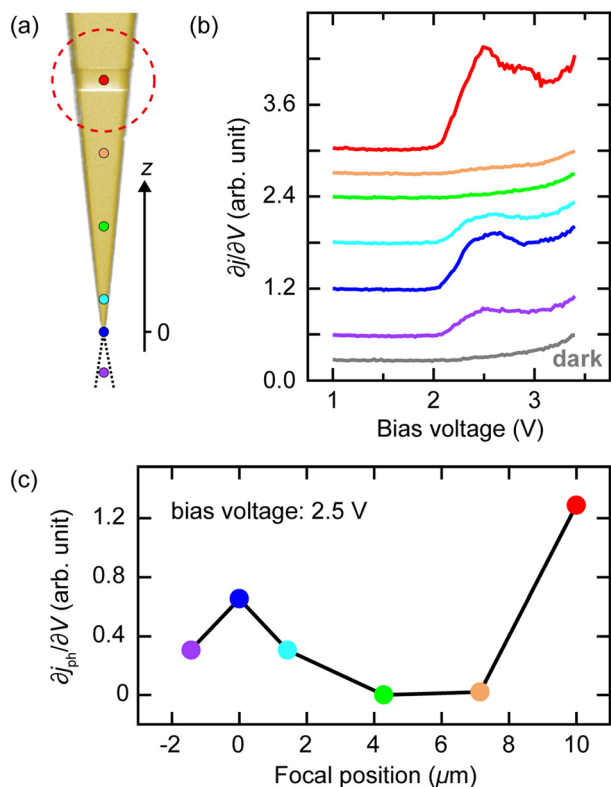 (a)
z
0
(b)
∂j/∂V (arb. unit)
3.6
2.4
1.2
0.0
dark
1 2 3
Bias voltage (V)
(c)
bias voltage: 2.5 V
∂jph/∂V (arb. unit)
1.2
0.8
0.4
0
-2 0 2 4 6 8 10
Focal position (µm)